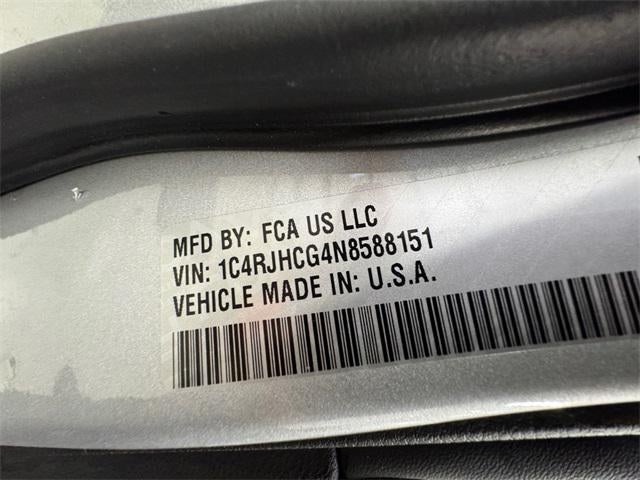 MFD BY: FCA US LLC
VIN: 1C4RJHCG4N8588151
VEHICLE MADE IN: U.S.A.